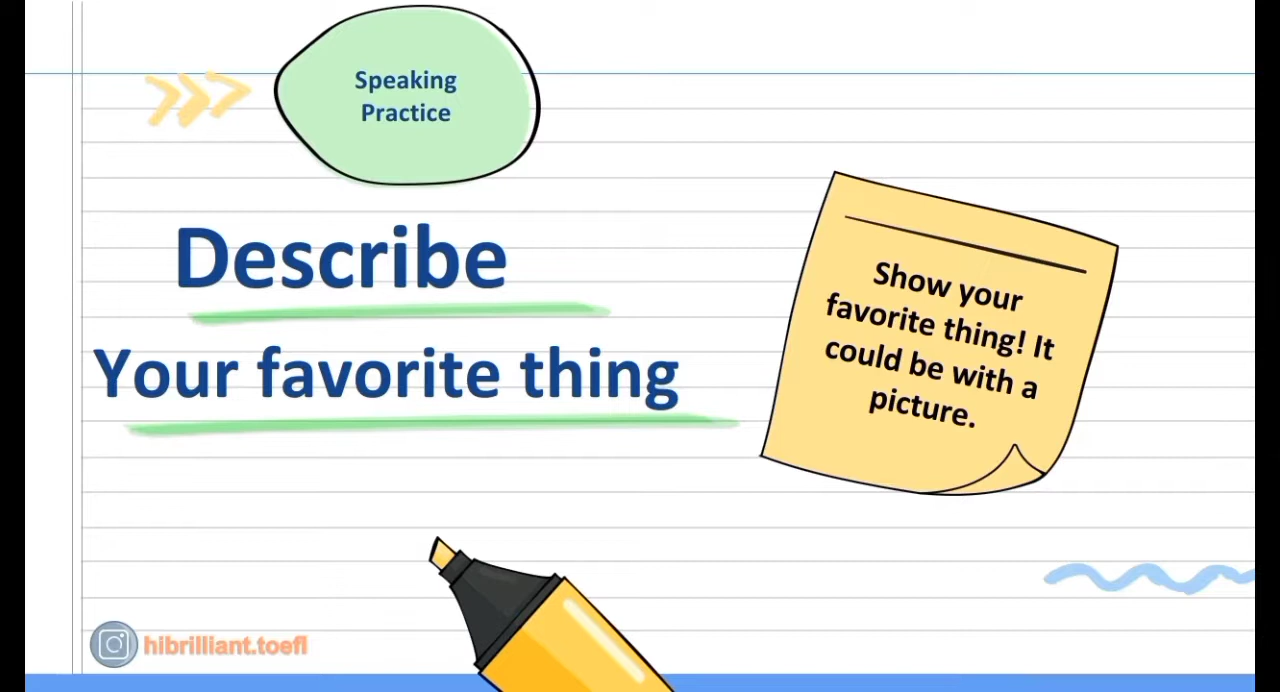 Speaking
Practice
Describe
Your favorite thing
Show your
favorite thing! It
could be with a
picture.
hibrilliant.toefl